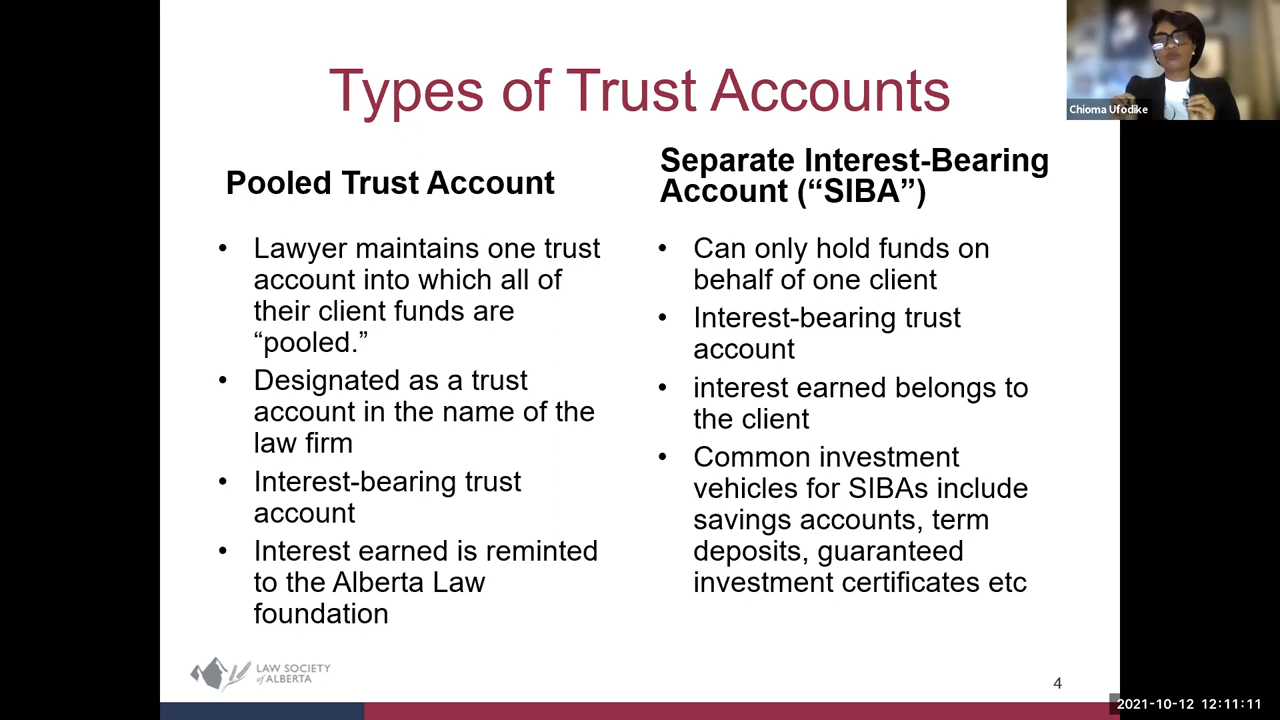 Types of Trust Accounts
Chioma Ufodike
Pooled Trust Account
• Lawyer maintains one trust
account into which all of
their client funds are
“pooled.”
• Designated as a trust
account in the name of the
law firm
• Interest-bearing trust
account
• Interest earned is reminted
to the Alberta Law
foundation
Separate Interest-Bearing
Account (“SIBA”)
• Can only hold funds on
behalf of one client
• Interest-bearing trust
account
• interest earned belongs to
the client
• Common investment
vehicles for SIBAs include
savings accounts, term
deposits, guaranteed
investment certificates etc
LAW SOCIETY
of ALBERTA
4
2021-10-12 12:11:11